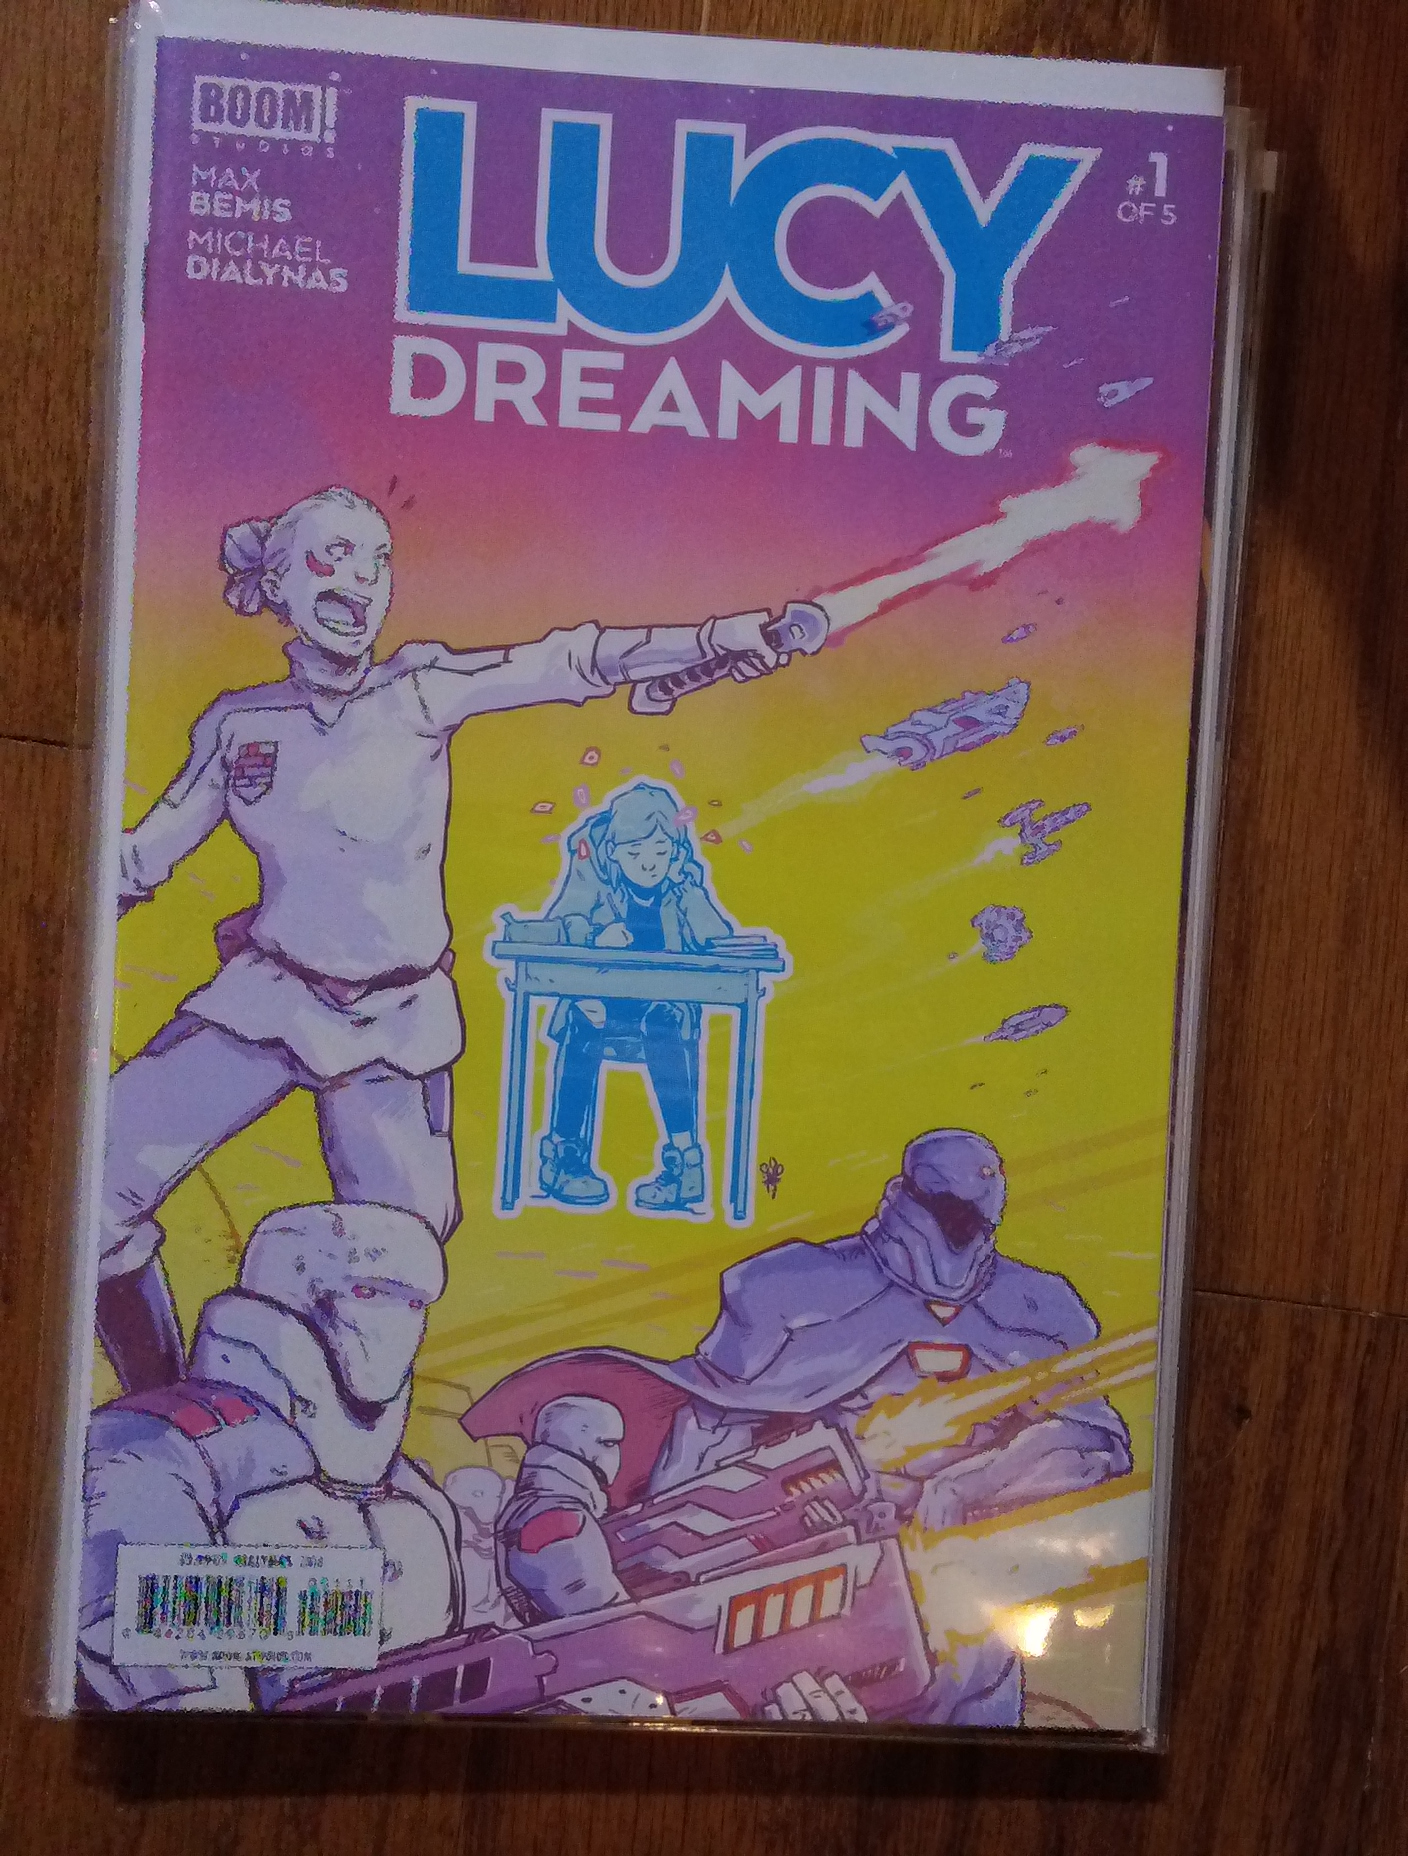 BOOM!
STUDIOS
MAX
BEMIS
MICHAEL
DIALYNAS
LUCY
DREAMING
#1
OF 5